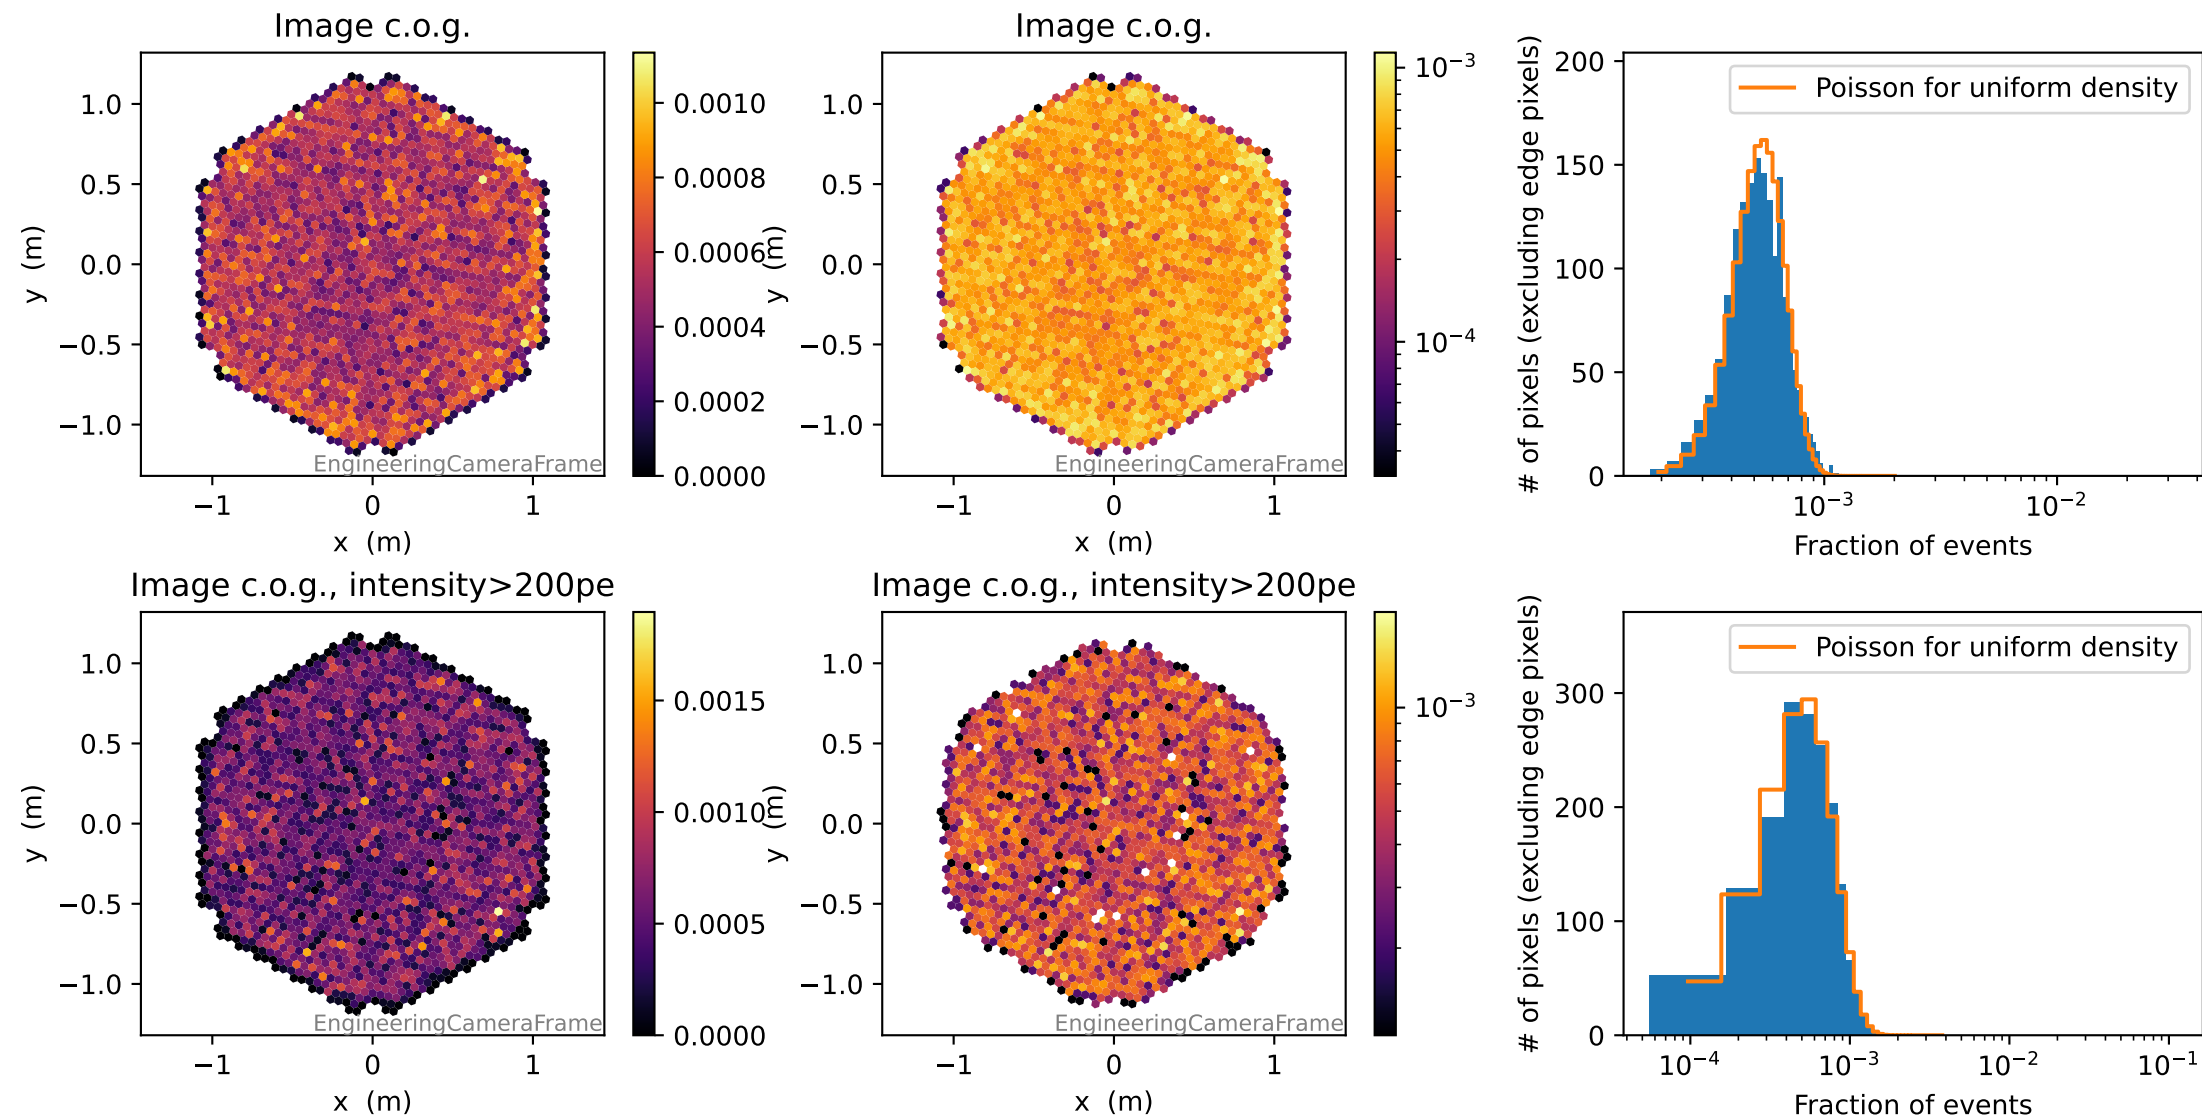 Image c.o.g.
1.0
0.5
0.0
−0.5
−1.0
y (m)
−1
0
1
x (m)
EngineeringCameraFrame
0.0010
0.0008
0.0006
0.0004
0.0002
0.0000
Image c.o.g.
1.0
0.5
0.0
−0.5
−1.0
y (m)
−1
0
1
x (m)
EngineeringCameraFrame
10⁻³
10⁻⁴
200
150
100
50
0
# of pixels (excluding edge pixels)
Poisson for uniform density
10⁻³
10⁻²
Fraction of events
Image c.o.g., intensity>200pe
1.0
0.5
0.0
−0.5
−1.0
y (m)
−1
0
1
x (m)
EngineeringCameraFrame
0.0015
0.0010
0.0005
0.0000
Image c.o.g., intensity>200pe
1.0
0.5
0.0
−0.5
−1.0
y (m)
−1
0
1
x (m)
EngineeringCameraFrame
10⁻³
300
200
100
0
# of pixels (excluding edge pixels)
Poisson for uniform density
10⁻⁴
10⁻³
10⁻²
10⁻¹
Fraction of events